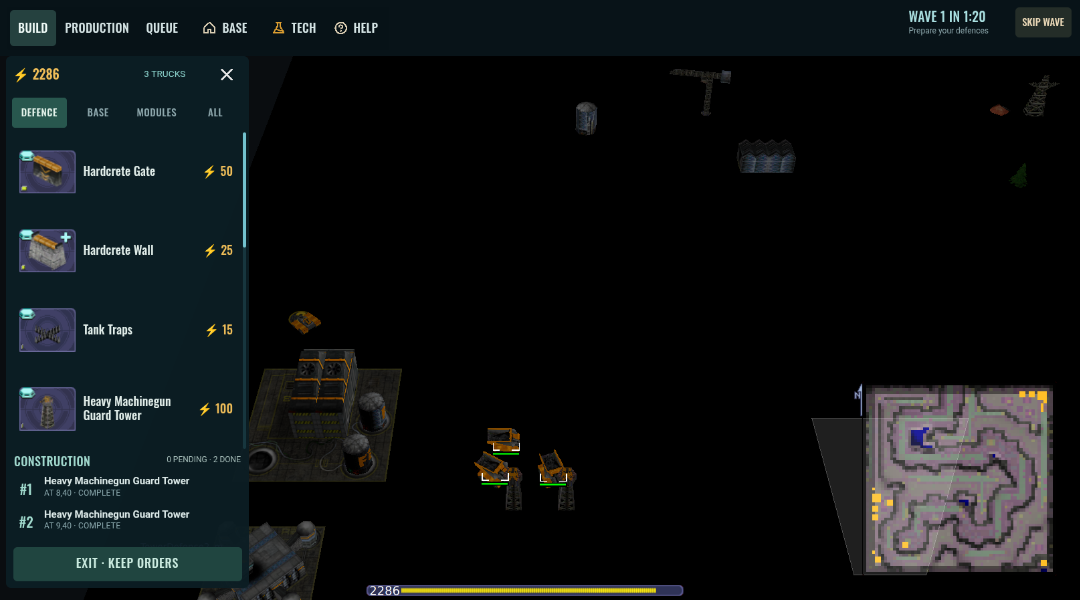 BUILD
PRODUCTION
QUEUE
BASE
TECH
HELP
WAVE 1 IN 1:20
Prepare your defences
SKIP WAVE
2286
3 TRUCKS
DEFENCE
BASE
MODULES
ALL
Hardcrete Gate
50
Hardcrete Wall
25
Tank Traps
15
Heavy Machinegun
Guard Tower
100
CONSTRUCTION
0 PENDING · 2 DONE
#1
Heavy Machinegun Guard Tower
AT 8,40 · COMPLETE
#2
Heavy Machinegun Guard Tower
AT 9,40 · COMPLETE
EXIT · KEEP ORDERS
2286
N